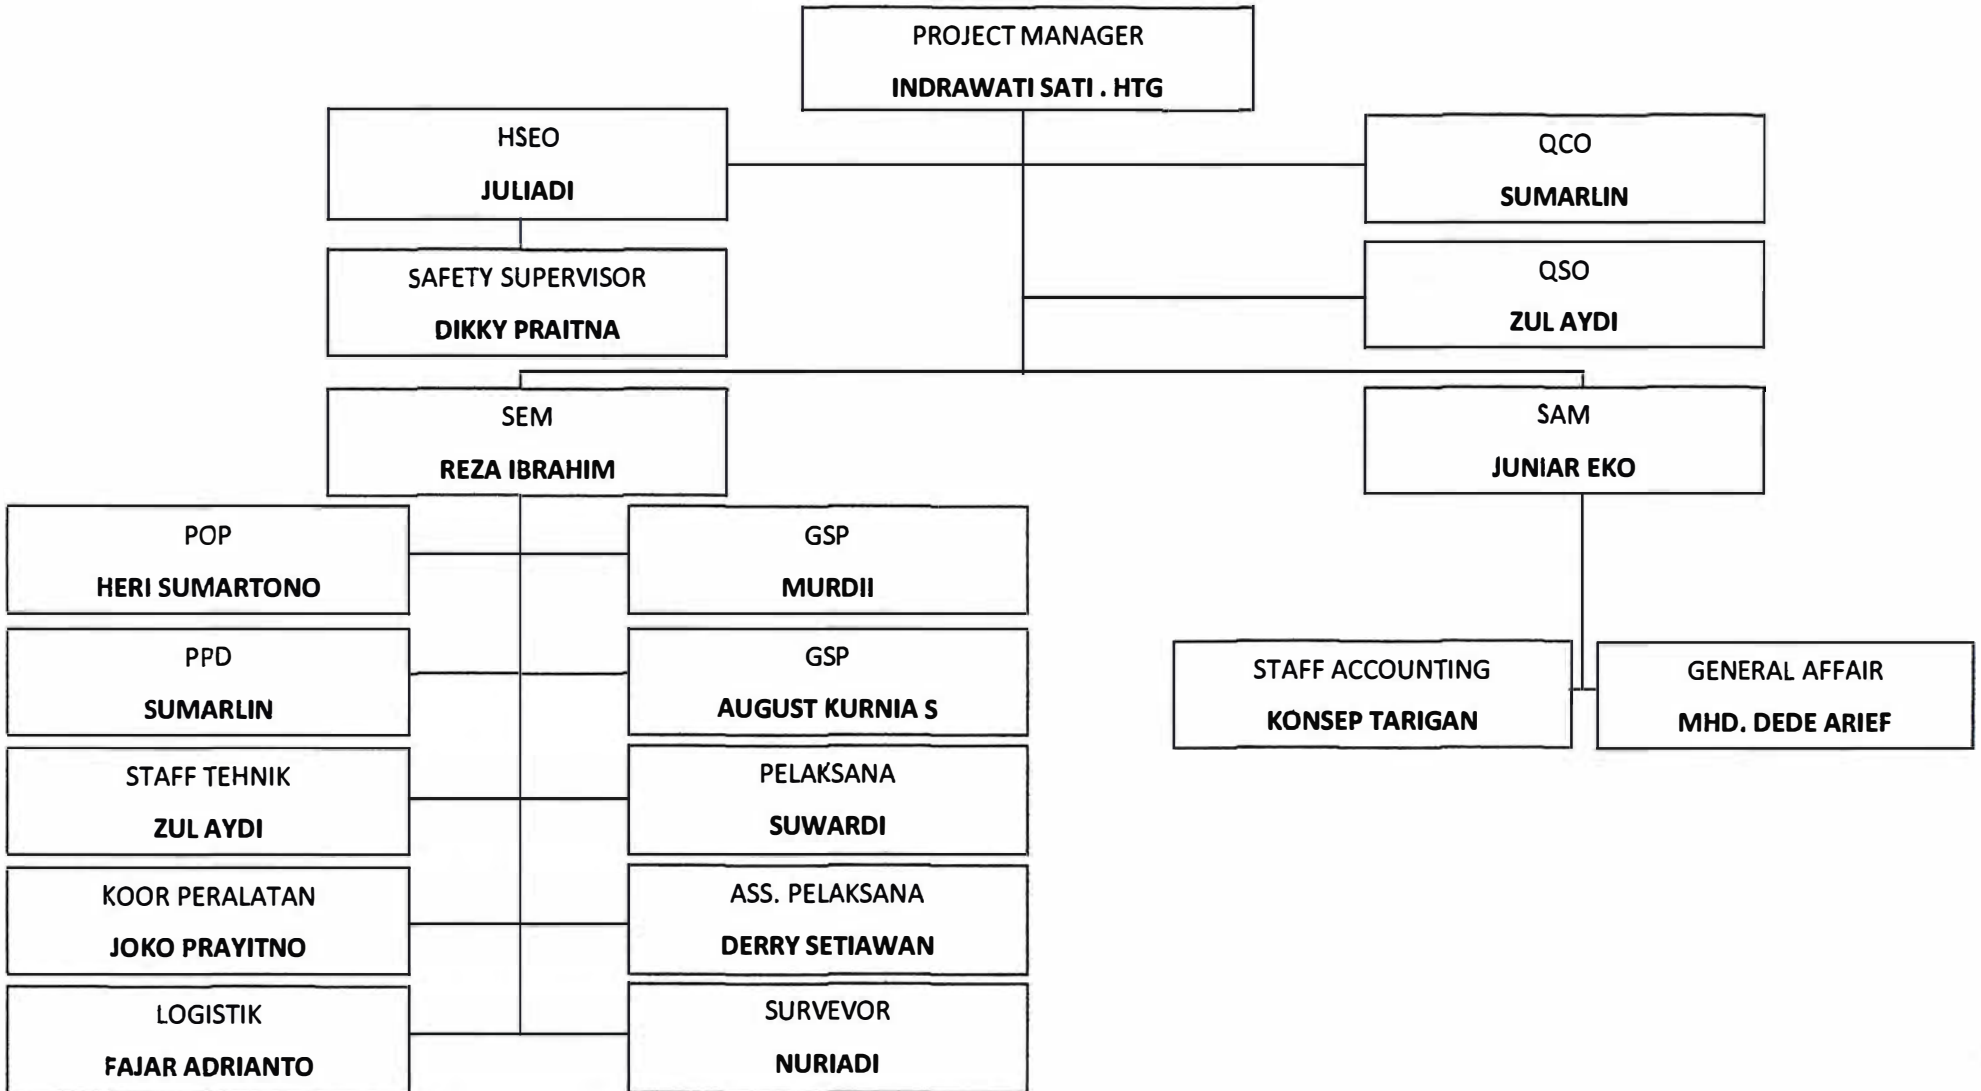 PROJECT MANAGER
INDRAWATI SATI . HTG
HSEO
JULIADI
QCO
SUMARLIN
SAFETY SUPERVISOR
DIKKY PRAITNA
QSO
ZUL AYDI
SEM
REZA IBRAHIM
SAM
JUNIAR EKO
POP
HERI SUMARTONO
GSP
MURDII
PPD
SUMARLIN
GSP
AUGUST KURNIA S
STAFF ACCOUNTING
KONSEP TARIGAN
GENERAL AFFAIR
MHD. DEDE ARIEF
STAFF TEHNIK
ZUL AYDI
PELAKSANA
SUWARDI
KOOR PERALATAN
JOKO PRAYITNO
ASS. PELAKSANA
DERRY SETIAWAN
LOGISTIK
FAJAR ADRIANTO
SURVEVOR
NURIADI